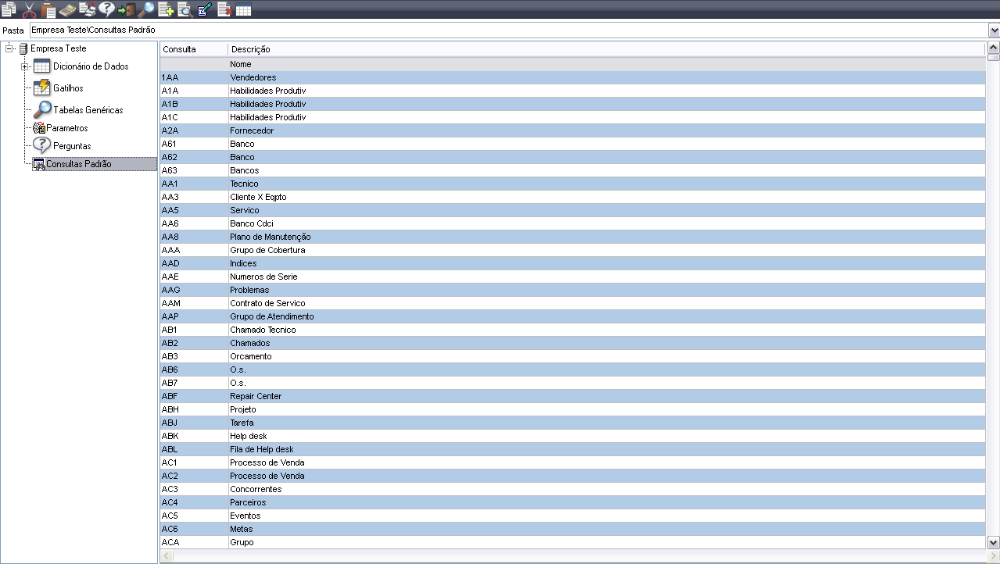 Pasta Empresa Teste\Consultas Padrão
Empresa Teste
Dicionário de Dados
Gatilhos
Tabelas Genéricas
Parametros
Perguntas
Consultas Padrão
Consulta Descrição
Nome
1AA Vendedores
A1A Habilidades Produtiv
A1B Habilidades Produtiv
A1C Habilidades Produtiv
A2A Fornecedor
A61 Banco
A62 Banco
A63 Bancos
AA1 Tecnico
AA3 Cliente X Eqpto
AA5 Servico
AA6 Banco Cdci
AA8 Plano de Manutenção
AAA Grupo de Cobertura
AAD Indices
AAE Numeros de Serie
AAG Problemas
AAM Contrato de Servico
AAP Grupo de Atendimento
AB1 Chamado Tecnico
AB2 Chamados
AB3 Orcamento
AB6 O.s.
AB7 O.s.
ABF Repair Center
ABH Projeto
ABJ Tarefa
ABK Help desk
ABL Fila de Help desk
AC1 Processo de Venda
AC2 Processo de Venda
AC3 Concorrentes
AC4 Parceiros
AC5 Eventos
AC6 Metas
ACA Grupo